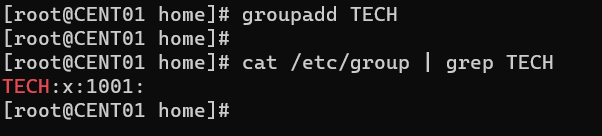 [root@CENT01 home]# groupadd TECH
[root@CENT01 home]#
[root@CENT01 home]# cat /etc/group | grep TECH
TECH:x:1001:
[root@CENT01 home]#